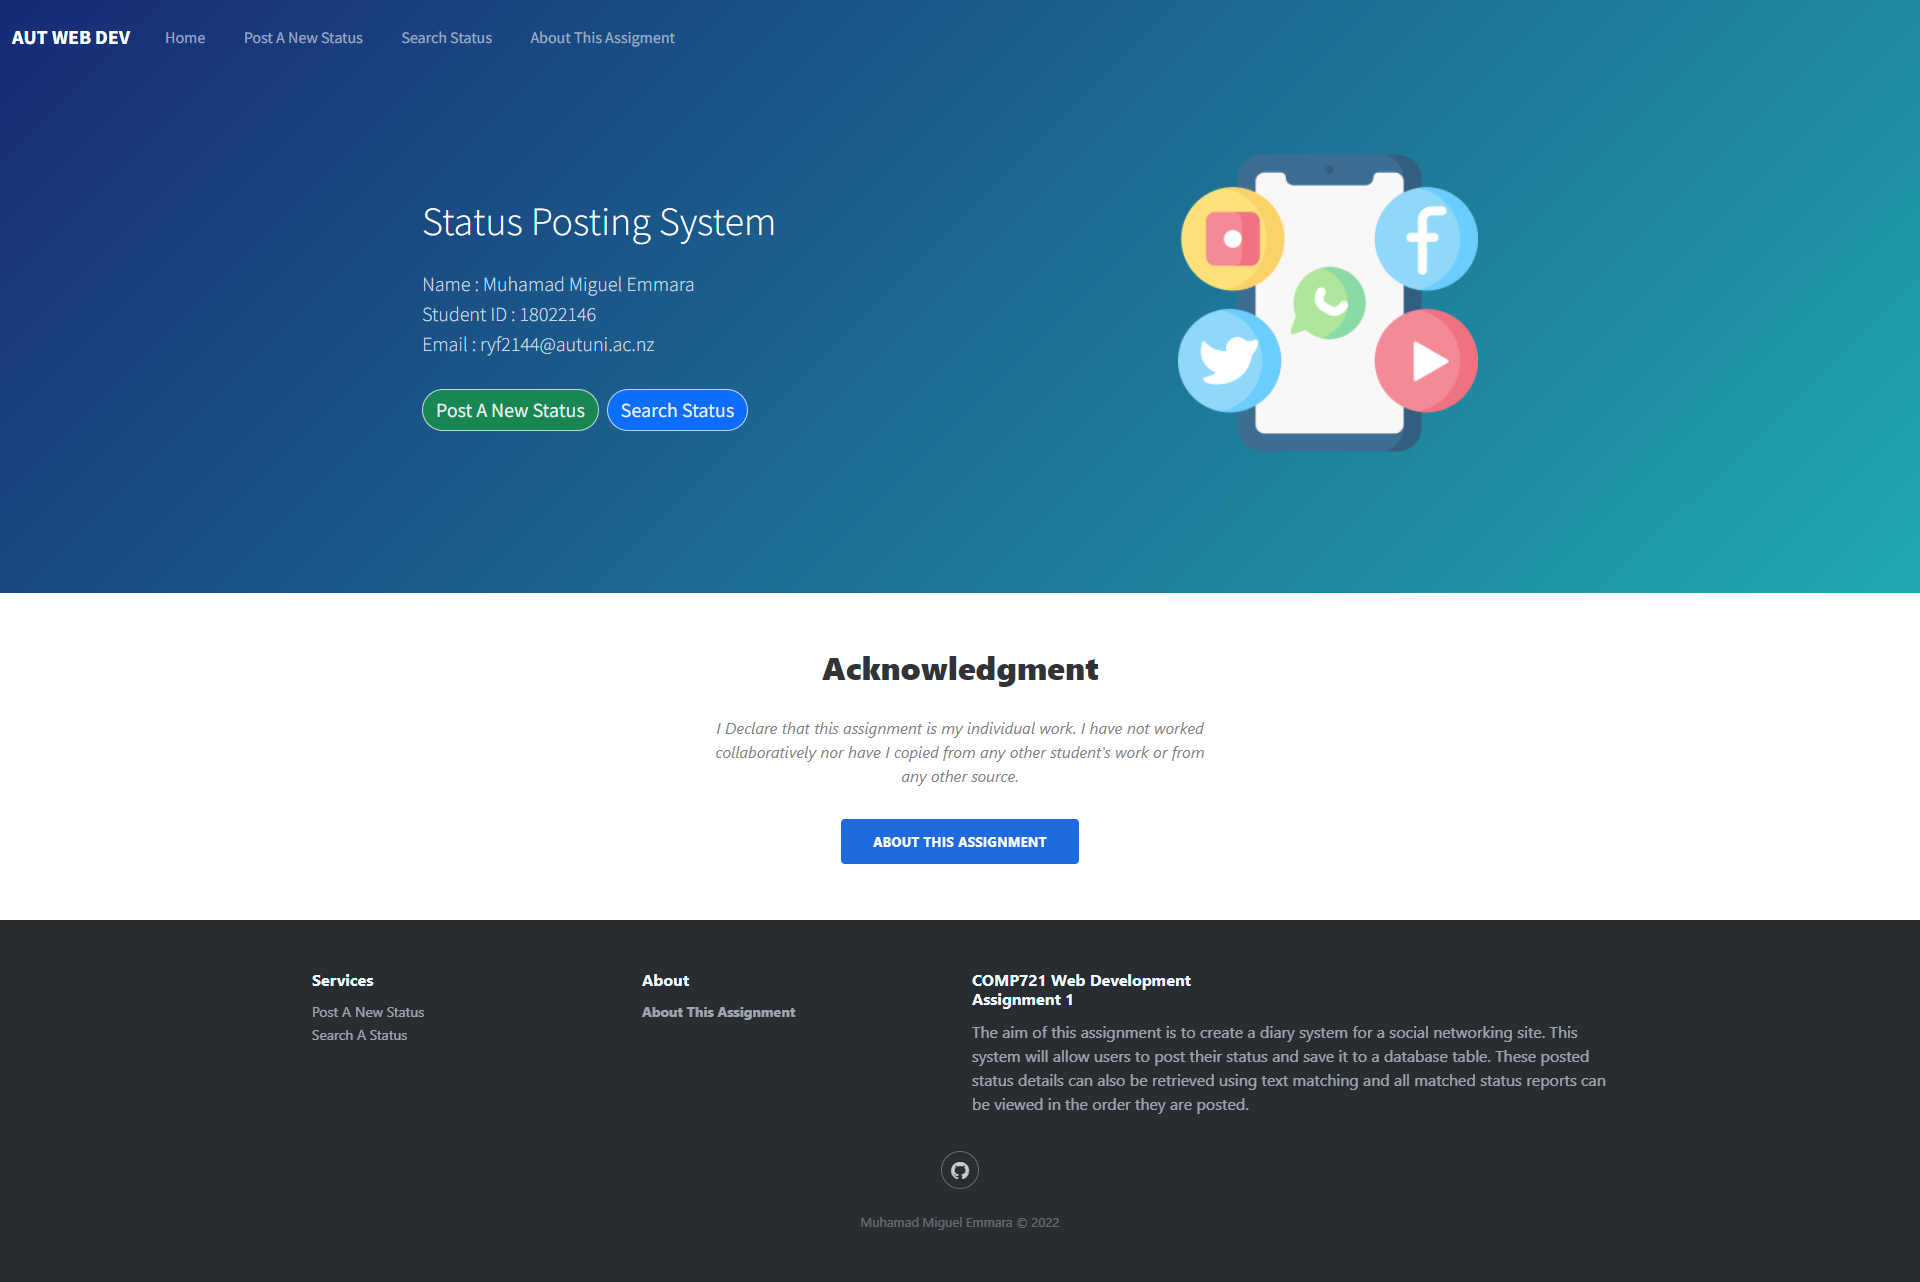 AUT WEB DEV Home Post A New Status Search Status About This Assigment
Status Posting System
Name : Muhamad Miguel Emmara
Student ID : 18022146
Email : ryf2144@autuni.ac.nz
Post A New Status Search Status
Acknowledgment
I Declare that this assignment is my individual work. I have not worked
collaboratively nor have I copied from any other student's work or from
any other source.
ABOUT THIS ASSIGNMENT
Services
Post A New Status
Search A Status
About
About This Assignment
COMP721 Web Development
Assignment 1
The aim of this assignment is to create a diary system for a social networking site. This
system will allow users to post their status and save it to a database table. These posted
status details can also be retrieved using text matching and all matched status reports can
be viewed in the order they are posted.
Muhamad Miguel Emmara © 2022